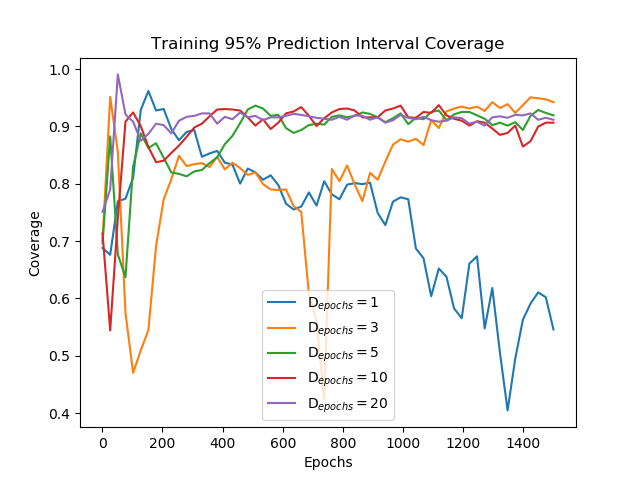 Training 95% Prediction Interval Coverage
Coverage
1.0
0.9
0.8
0.7
0.6
0.5
0.4
D_epochs = 1
D_epochs = 3
D_epochs = 5
D_epochs = 10
D_epochs = 20
0 200 400 600 800 1000 1200 1400
Epochs